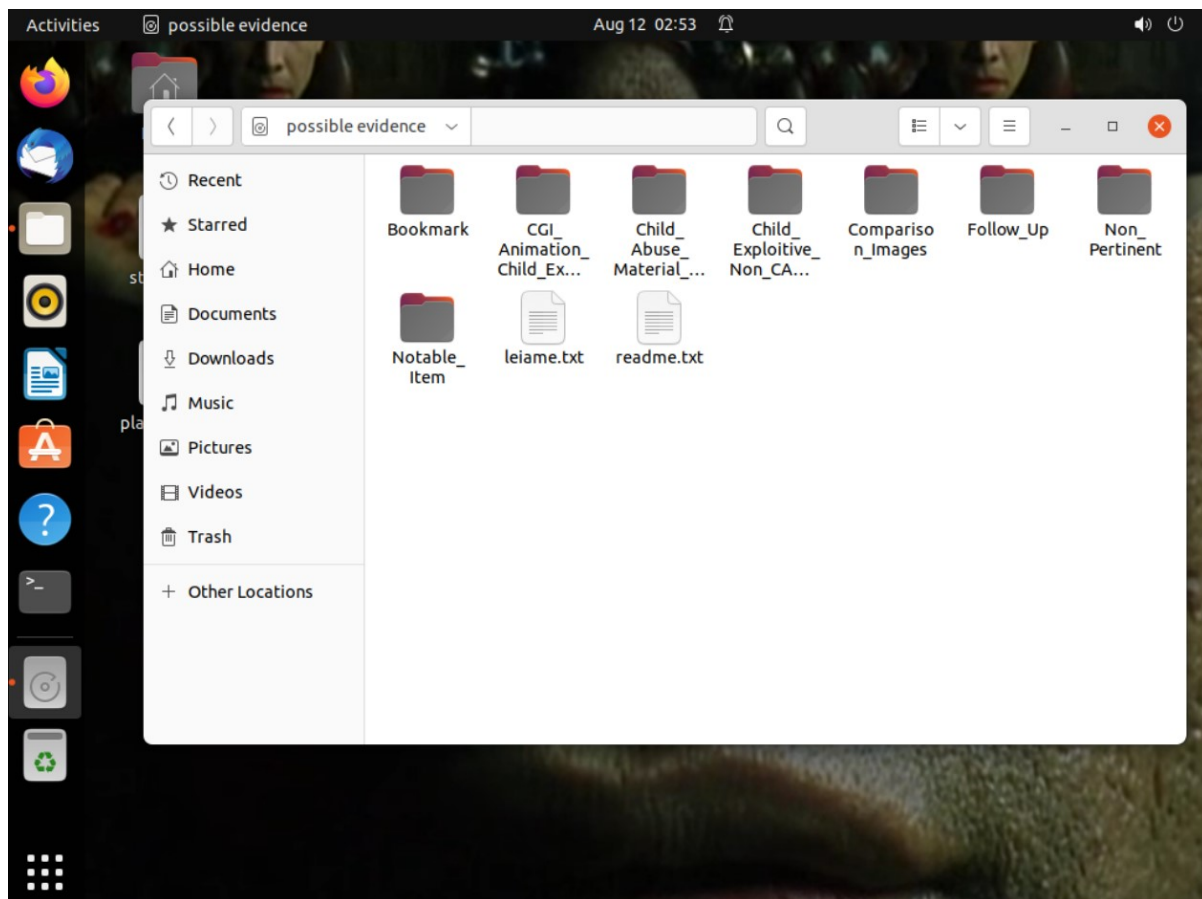 Activities
possible evidence
Aug 12 02:53
possible evidence
Recent
Starred
Home
Documents
Downloads
Music
Pictures
Videos
Trash
+ Other Locations
Bookmark
CGI_
Animation_
Child_Ex...
Child_
Abuse_
Material_...
Child_
Exploitive_
Non_CA...
Compariso
n_Images
Follow_Up
Non_
Pertinent
Notable_
Item
leiame.txt
readme.txt
st
pla